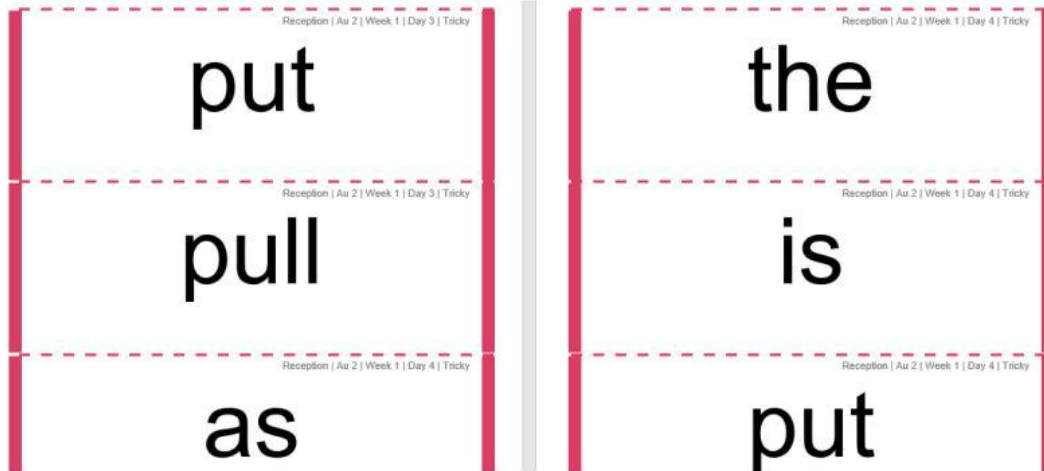 Reception | Au 2 | Week 1 | Day 3 | Tricky
put
Reception | Au 2 | Week 1 | Day 3 | Tricky
pull
Reception | Au 2 | Week 1 | Day 4 | Tricky
as
Reception | Au 2 | Week 1 | Day 4 | Tricky
the
Reception | Au 2 | Week 1 | Day 4 | Tricky
is
Reception | Au 2 | Week 1 | Day 4 | Tricky
put